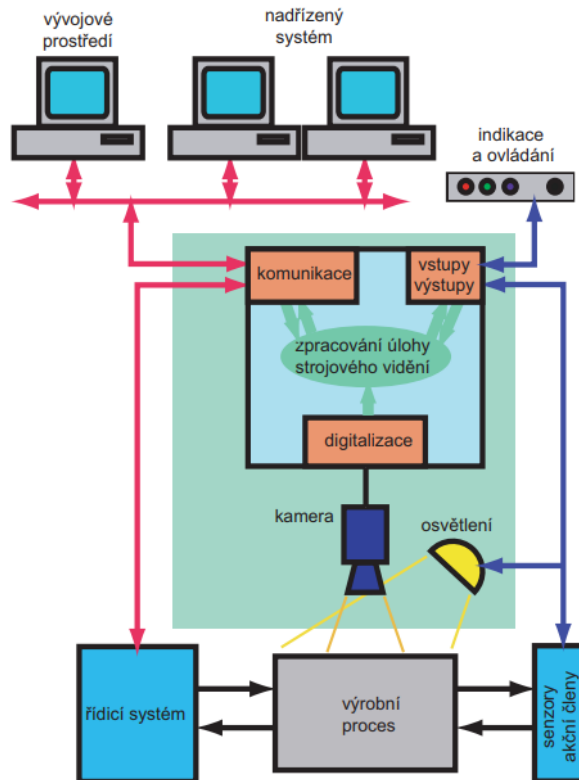 vývojové
prostředí
nadřízený
systém
indikace
a ovládání
komunikace
vstupy
výstupy
zpracování úlohy
strojového vidění
digitalizace
kamera
osvětlení
řídicí systém
výrobní
proces
senzory
akční členy